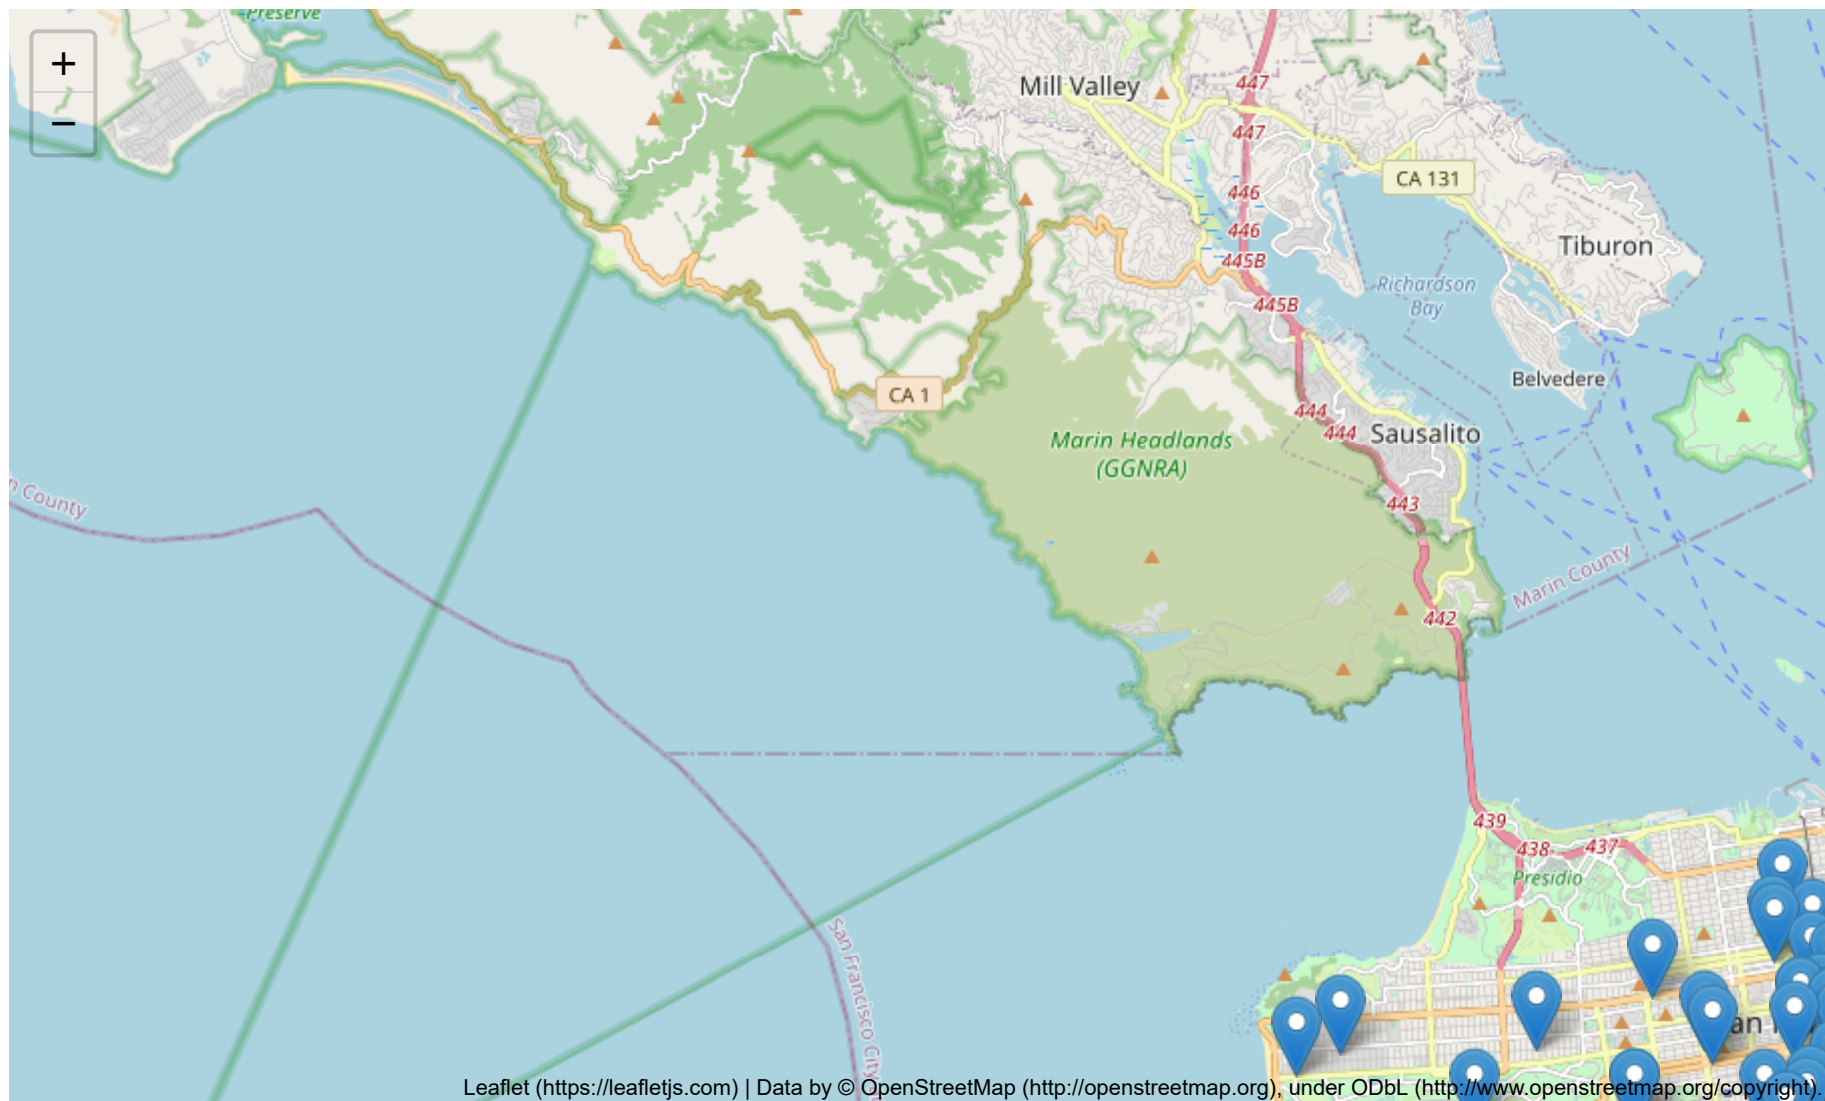 Preserve
+
−
Mill Valley
447
447
CA 131
446
446
Tiburon
445B
Richardson
Bay
445B
Belvedere
CA 1
444
444
Sausalito
Marin Headlands
(GGNRA)
443
n County
Marin County
442
439
438
437
Presidio
San Francisco City
an
Leaflet (https://leafletjs.com) | Data by © OpenStreetMap (http://openstreetmap.org), under ODbL (http://www.openstreetmap.org/copyright).